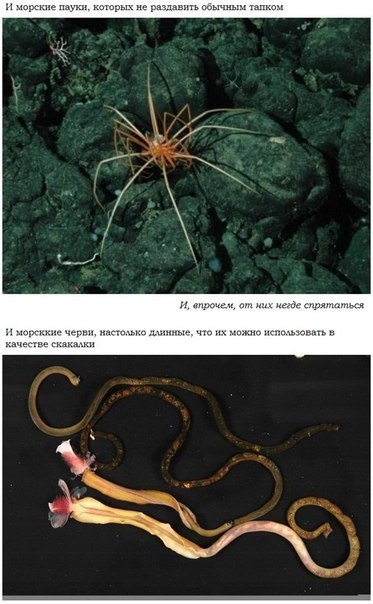 И морские пауки, которых не раздавить обычным тапком
И, впрочем, от них негде спрятаться
И морсккие черви, настолько длинные, что их можно использовать в
качестве скакалки